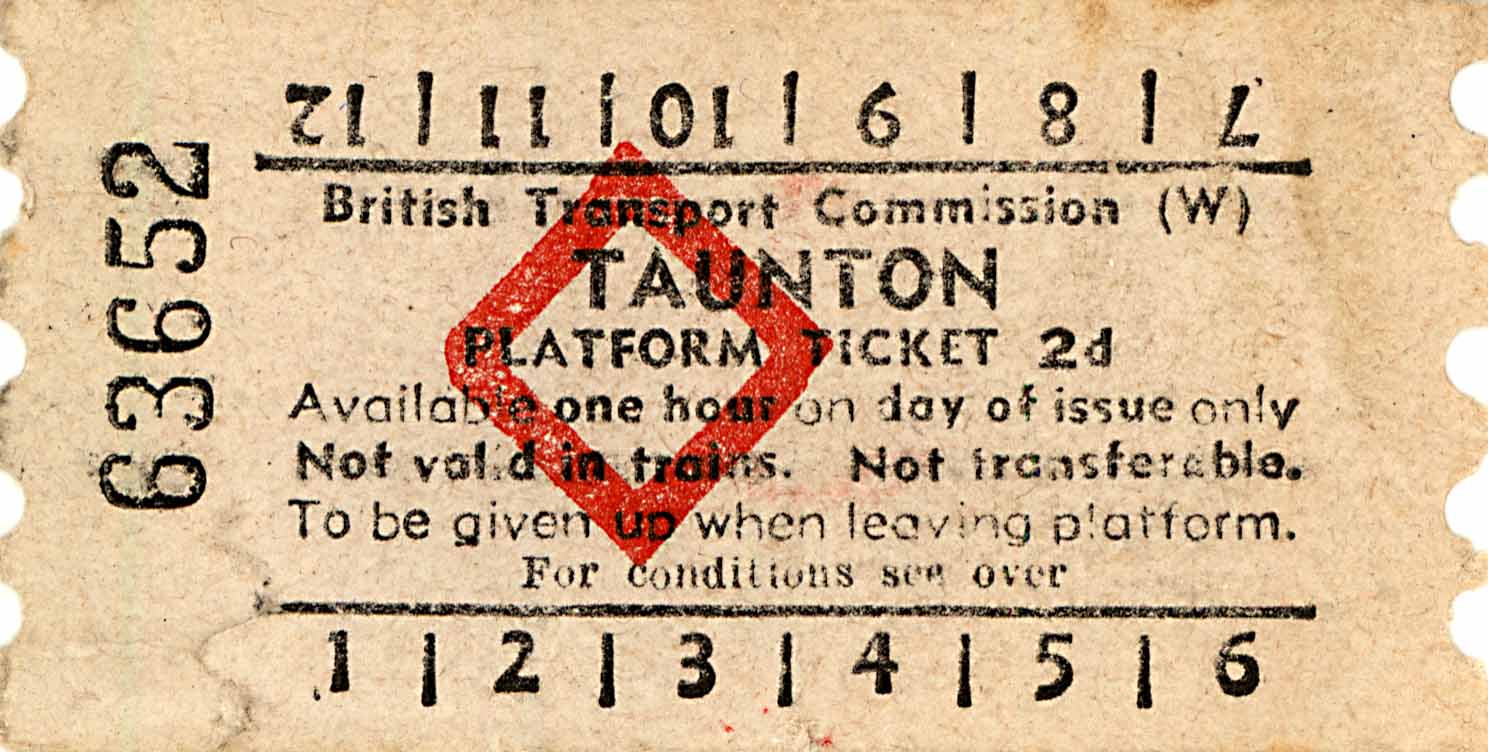 12 | 11 | 10 | 9 | 8 | 7
British Transport Commission (W)
TAUNTON
PLATFORM TICKET 2d
Available one hour on day of issue only
Not valid in trains. Not transferable.
To be given up when leaving platform.
For conditions see over
1 | 2 | 3 | 4 | 5 | 6
63652